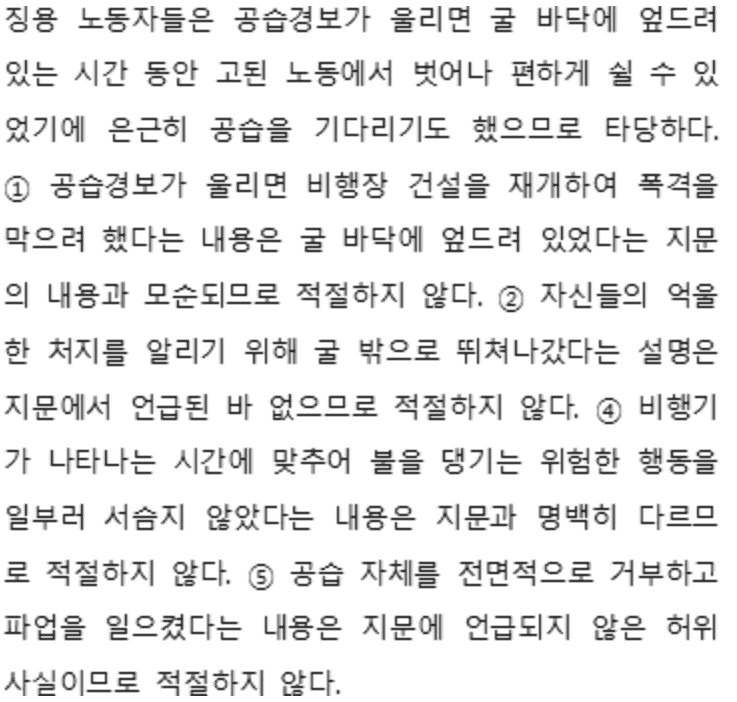 징용 노동자들은 공습경보가 울리면 굴 바닥에 엎드려
있는 시간 동안 고된 노동에서 벗어나 편하게 쉴 수 있
었기에 은근히 공습을 기다리기도 했으므로 타당하다.
① 공습경보가 울리면 비행장 건설을 재개하여 폭격을
막으려 했다는 내용은 굴 바닥에 엎드려 있었다는 지문
의 내용과 모순되므로 적절하지 않다. ② 자신들의 억울
한 처지를 알리기 위해 굴 밖으로 뛰쳐나갔다는 설명은
지문에서 언급된 바 없으므로 적절하지 않다. ④ 비행기
가 나타나는 시간에 맞추어 불을 댕기는 위험한 행동을
일부러 서슴지 않았다는 내용은 지문과 명백히 다르므
로 적절하지 않다. ⑤ 공습 자체를 전면적으로 거부하고
파업을 일으켰다는 내용은 지문에 언급되지 않은 허위
사실이므로 적절하지 않다.